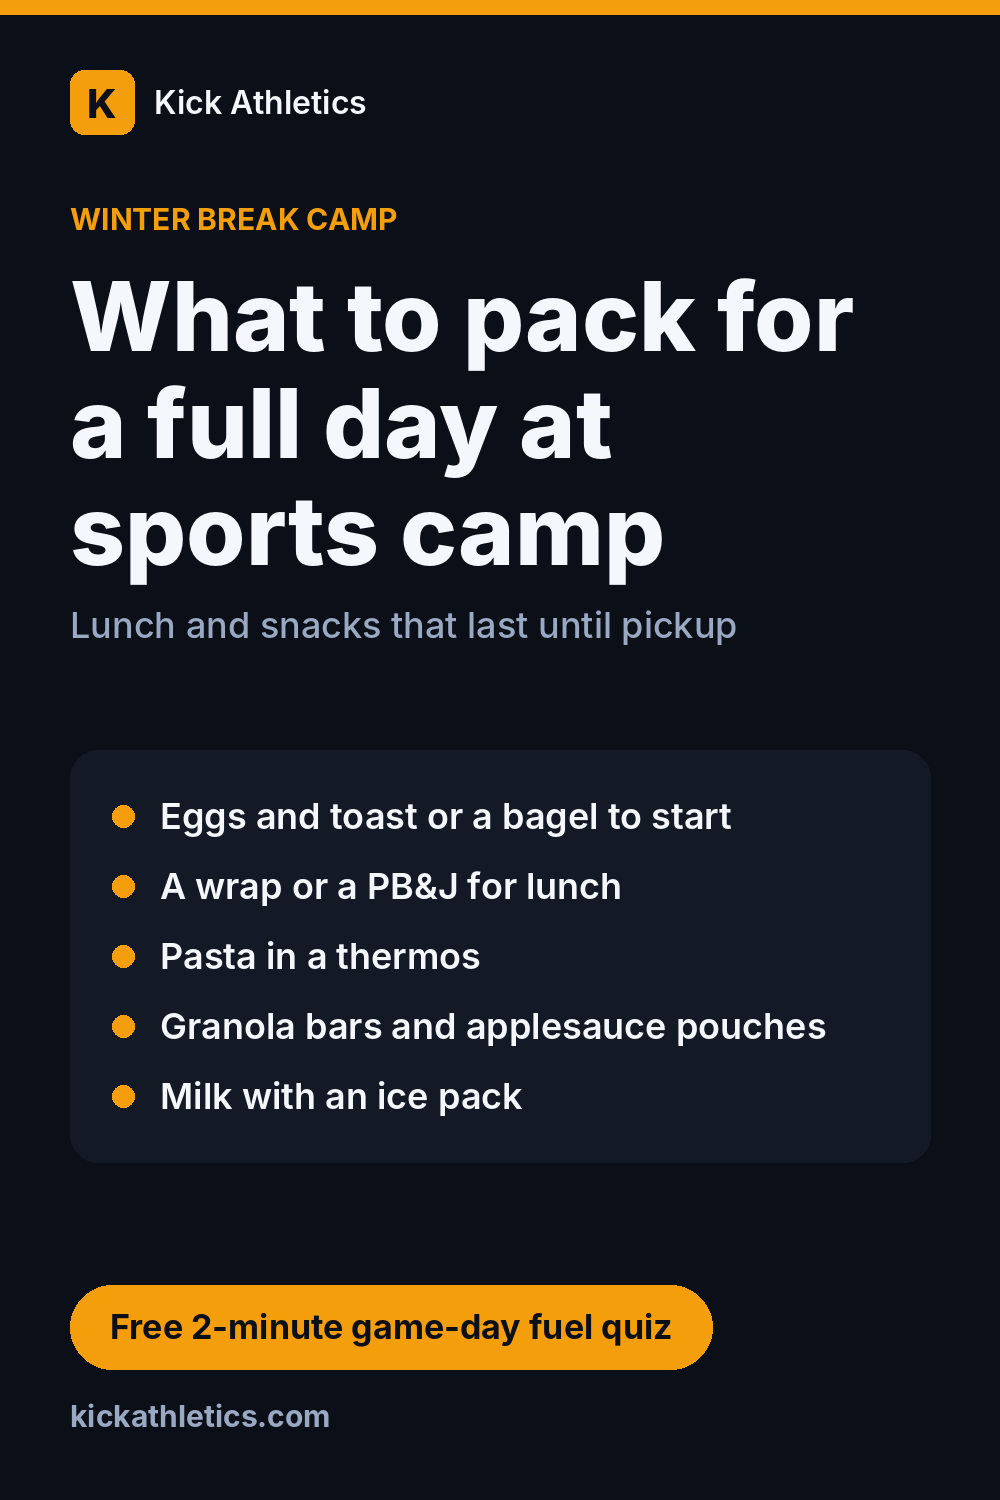 K
Kick Athletics
WINTER BREAK CAMP
What to pack for
a full day at
sports camp
Lunch and snacks that last until pickup
Eggs and toast or a bagel to start
A wrap or a PB&J for lunch
Pasta in a thermos
Granola bars and applesauce pouches
Milk with an ice pack
Free 2-minute game-day fuel quiz
kickathletics.com